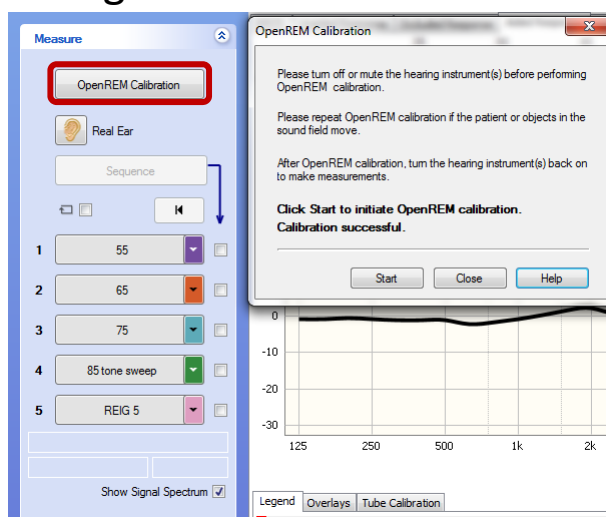 Measure
OpenREM Calibration
Real Ear
Sequence
1 55
2 65
3 75
4 85 tone sweep
5 REIG 5
Show Signal Spectrum
OpenREM Calibration
Please turn off or mute the hearing instrument(s) before performing
OpenREM calibration.
Please repeat OpenREM calibration if the patient or objects in the
sound field move.
After OpenREM calibration, turn the hearing instrument(s) back on
to make measurements.
Click Start to initiate OpenREM calibration.
Calibration successful.
Start Close Help
0
-10
-20
-30
125 250 500 1k 2k
Legend Overlays Tube Calibration